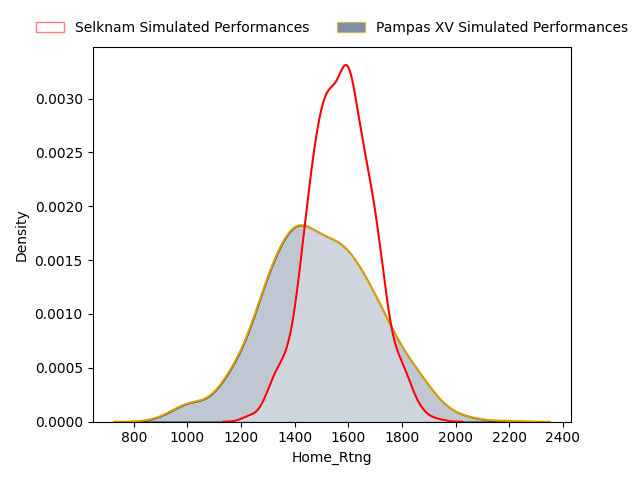 Selknam Simulated Performances Pampas XV Simulated Performances
0.0030
0.0025
0.0020
0.0015
0.0010
0.0005
0.0000
Density
800 1000 1200 1400 1600 1800 2000 2200 2400
Home_Rtng